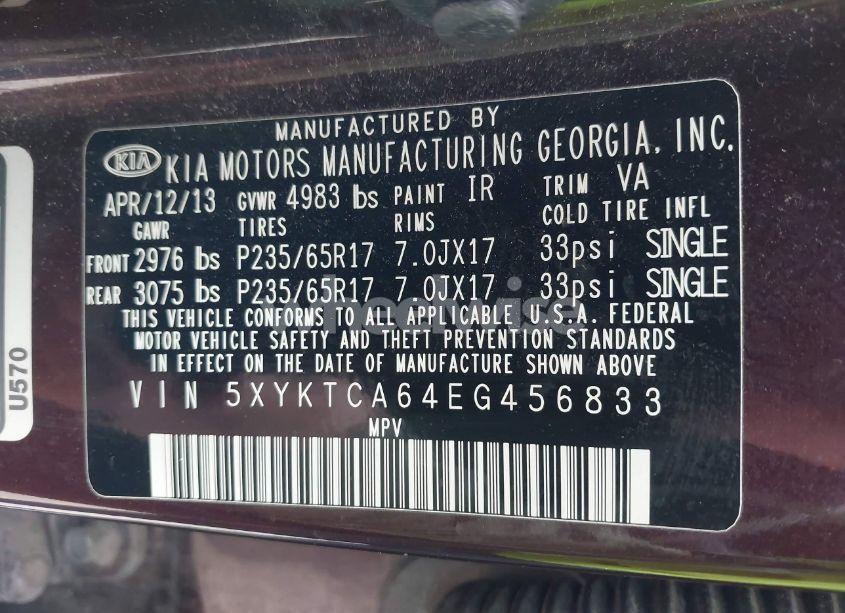 MANUFACTURED BY
KIA KIA MOTORS MANUFACTURING GEORGIA, INC.
APR/12/13 GVWR 4983 lbs PAINT IR TRIM VA
GAWR TIRES RIMS COLD TIRE INFL
FRONT 2976 lbs P235/65R17 7.0JX17 33psi SINGLE
REAR 3075 lbs P235/65R17 7.0JX17 33psi SINGLE
THIS VEHICLE CONFORMS TO ALL APPLICABLE U.S.A. FEDERAL
MOTOR VEHICLE SAFETY AND THEFT PREVENTION STANDARDS
IN EFFECT ON THE DATE OF MANUFACTURE SHOWN ABOVE
VIN 5XYKTCA64EG456833
MPV
U570